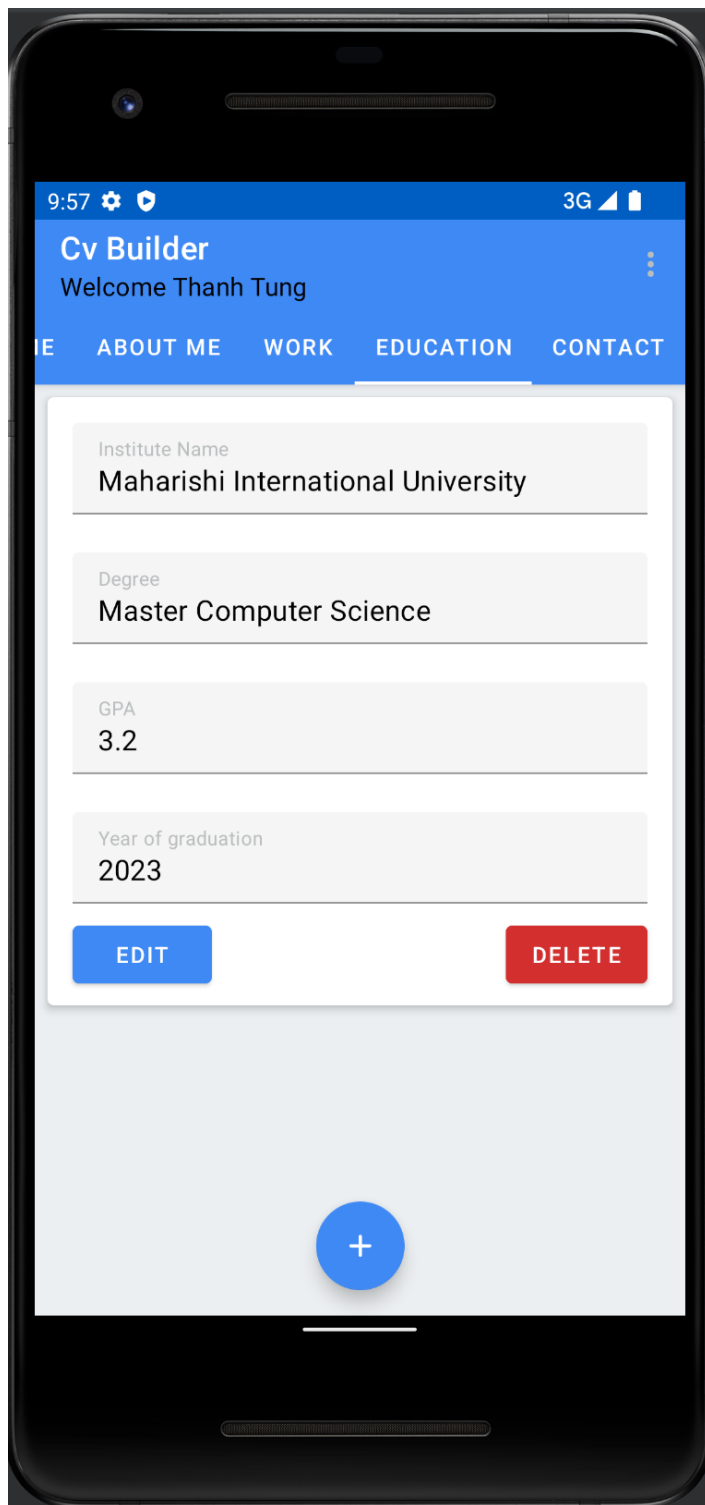 9:57
3G
Cv Builder
Welcome Thanh Tung
ABOUT ME WORK EDUCATION CONTACT
Institute Name
Maharishi International University
Degree
Master Computer Science
GPA
3.2
Year of graduation
2023
EDIT DELETE
+